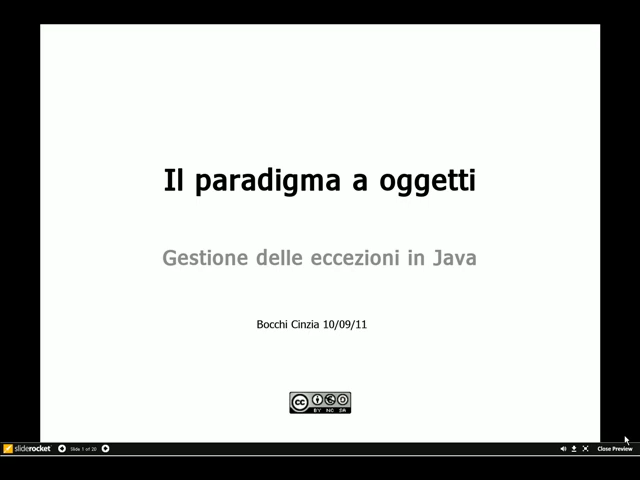 Il paradigma a oggetti
Gestione delle eccezioni in Java
Bocchi Cinzia 10/09/11
cc
BY NC SA
sliderocket Slide 1 of 20 Close Preview